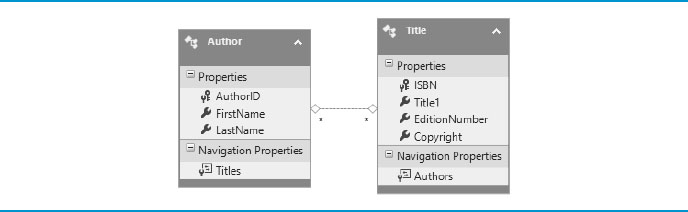 Author
Properties
AuthorID
FirstName
LastName
Navigation Properties
Titles
* *
Title
Properties
ISBN
Title1
EditionNumber
Copyright
Navigation Properties
Authors